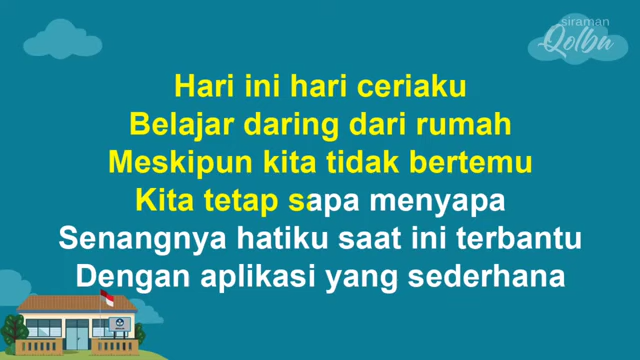 siraman
Qolbu
Hari ini hari ceriaku
Belajar daring dari rumah
Meskipun kita tidak bertemu
Kita tetap sapa menyapa
Senangnya hatiku saat ini terbantu
Dengan aplikasi yang sederhana